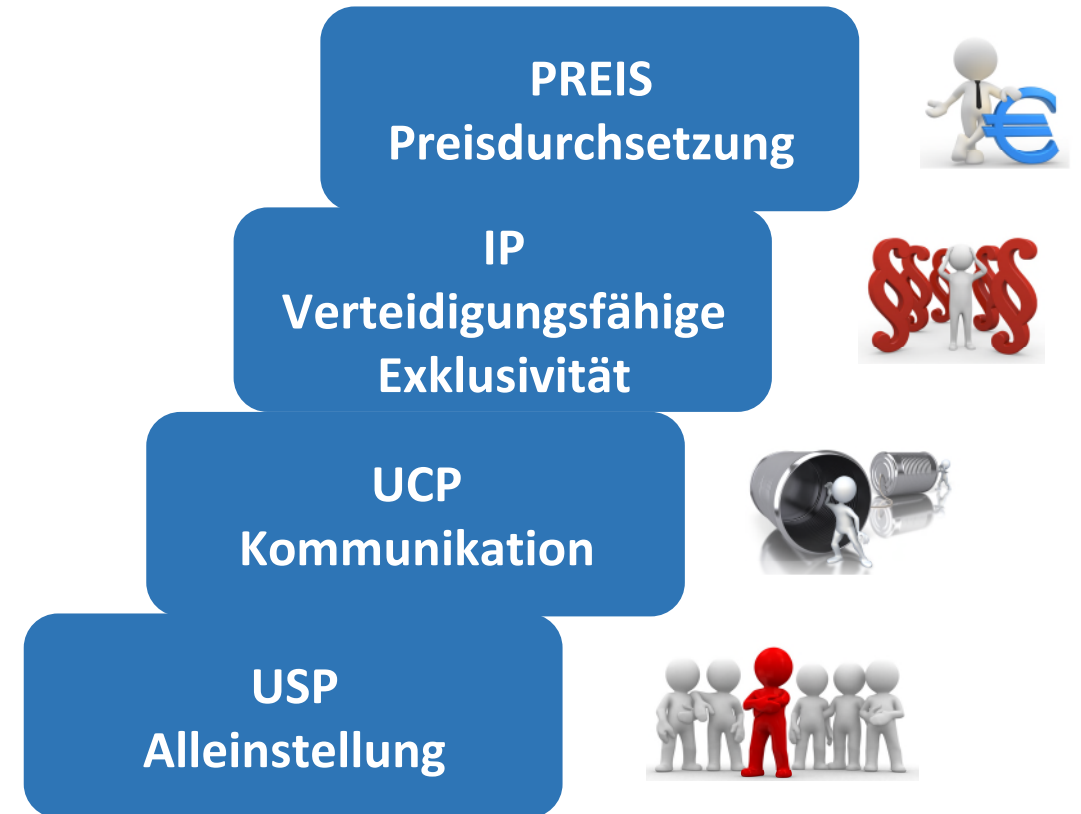 PREIS
Preisdurchsetzung
IP
Verteidigungsfähige
Exklusivität
UCP
Kommunikation
USP
Alleinstellung